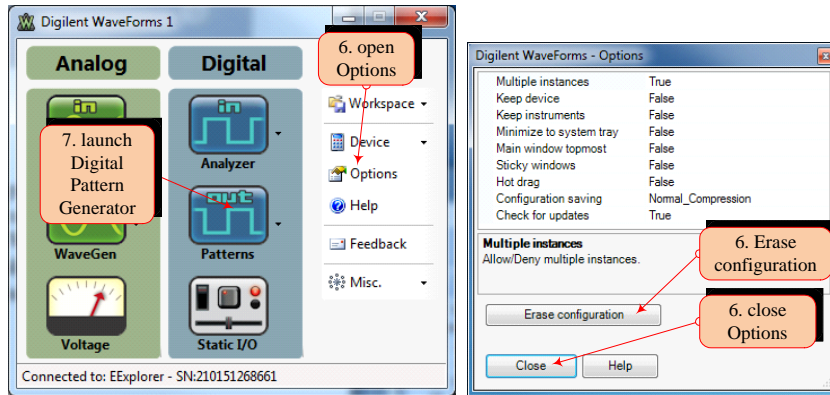 Digilent WaveForms 1
Analog
Digital
6. open
Options
Workspace
in
in
7. launch
Digital
Pattern
Generator
Analyzer
Device
Options
out
Help
WaveGen
Patterns
Feedback
Misc.
Voltage
Static I/O
Connected to: EExplorer - SN:210151268661
Digilent WaveForms - Options
Multiple instances True
Keep device False
Keep instruments False
Minimize to system tray False
Main window topmost False
Sticky windows False
Hot drag False
Configuration saving Normal_Compression
Check for updates True
Multiple instances
Allow/Deny multiple instances.
6. Erase
configuration
Erase configuration
6. close
Options
Close Help